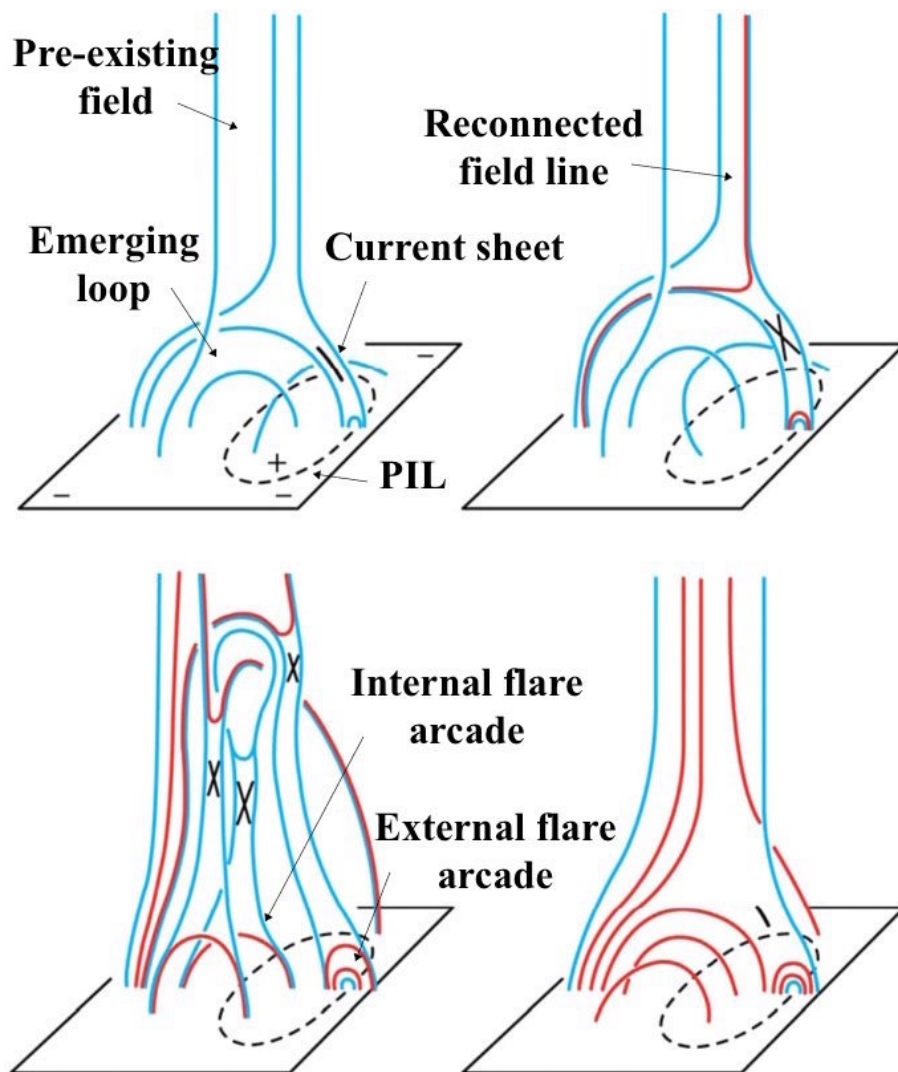 Pre-existing
field
Reconnected
field line
Emerging
loop
Current sheet
−
+
−
−
PIL
Internal flare
arcade
External flare
arcade